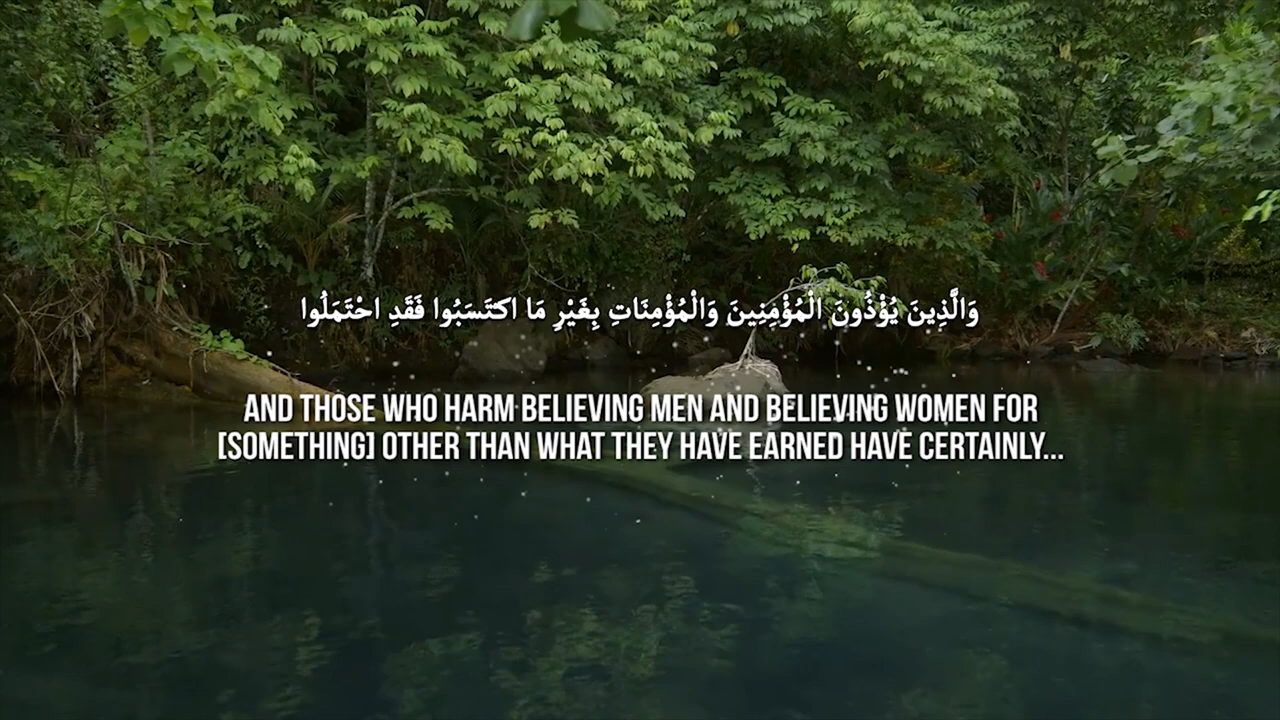 وَالَّذِينَ يُؤْذُونَ الْمُؤْمِنِينَ وَالْمُؤْمِنَاتِ بِغَيْرِ مَا اكتَسَبُوا فَقَدِ احْتَمَلُوا
AND THOSE WHO HARM BELIEVING MEN AND BELIEVING WOMEN FOR
[SOMETHING] OTHER THAN WHAT THEY HAVE EARNED HAVE CERTAINLY...